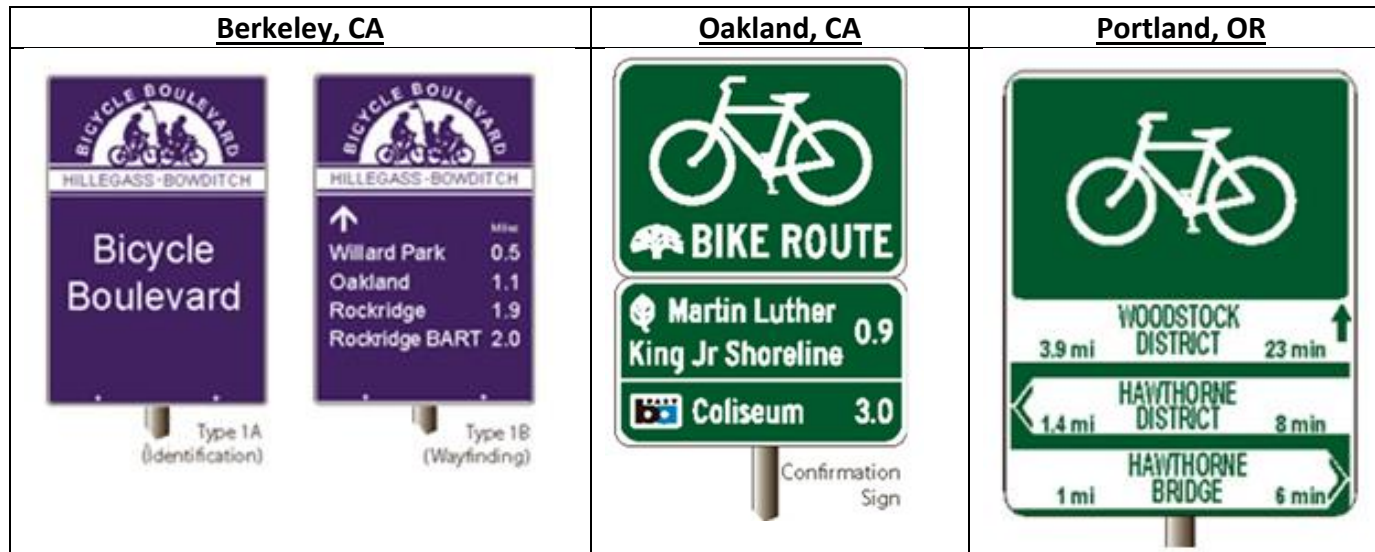 Berkeley, CA
BICYCLE BOULEVARD
HILLEGASS-BOWDITCH
Bicycle
Boulevard
Type 1A
(Identification)
BICYCLE BOULEVARD
HILLEGASS-BOWDITCH
Miles
Willard Park 0.5
Oakland 1.1
Rockridge 1.9
Rockridge BART 2.0
Type 1B
(Wayfinding)
Oakland, CA
BIKE ROUTE
Martin Luther
King Jr Shoreline 0.9
ba Coliseum 3.0
Confirmation
Sign
Portland, OR
WOODSTOCK
DISTRICT
3.9 mi 23 min
HAWTHORNE
DISTRICT
1.4 mi 8 min
HAWTHORNE
BRIDGE
1 mi 6 min